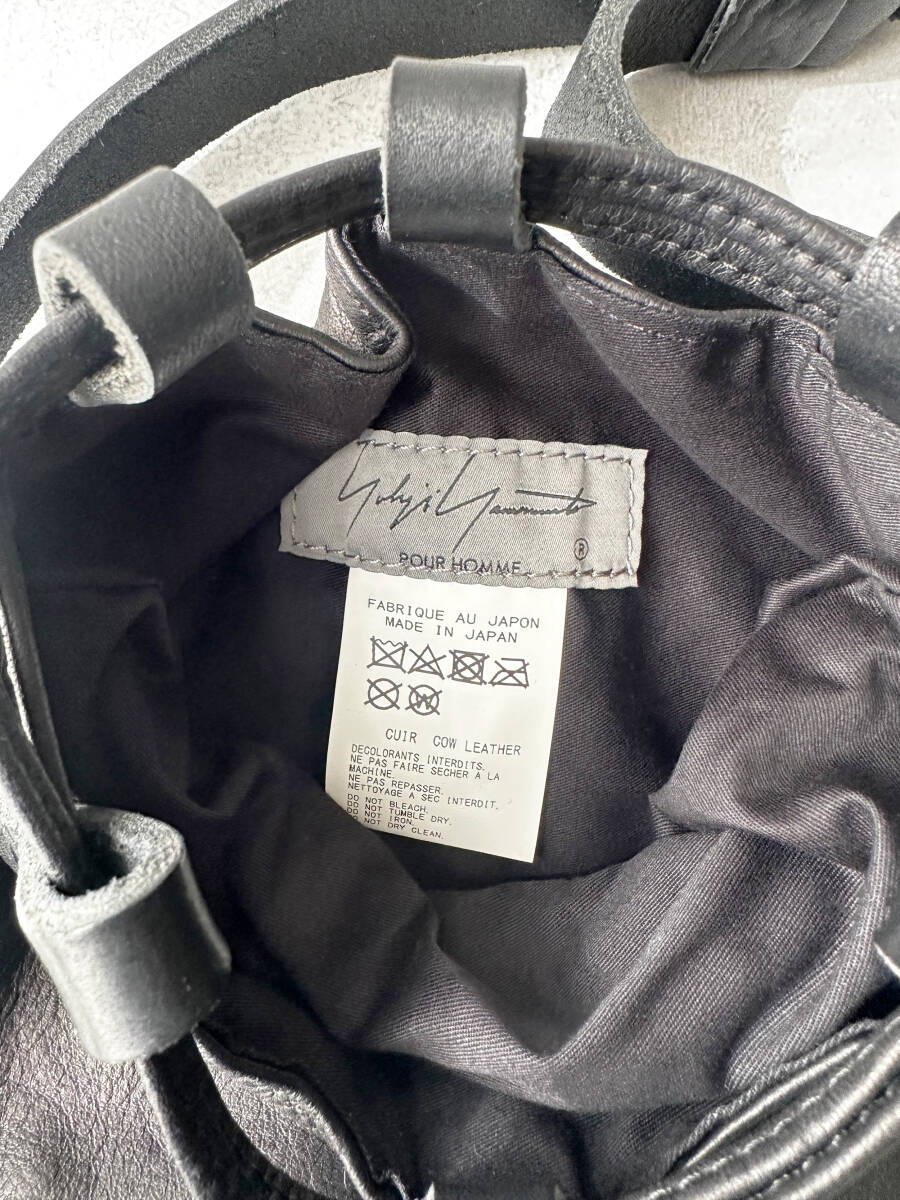 Yohji Yamamoto
®
POUR HOMME
FABRIQUE AU JAPON
MADE IN JAPAN
W
CUIR COW LEATHER
DECOLORANTS INTERDITS.
NE PAS FAIRE SECHER A LA
MACHINE.
NE PAS REPASSER.
NETTOYAGE A SEC INTERDIT.
DO NOT BLEACH.
DO NOT TUMBLE DRY.
DO NOT IRON.
DO NOT DRY CLEAN.